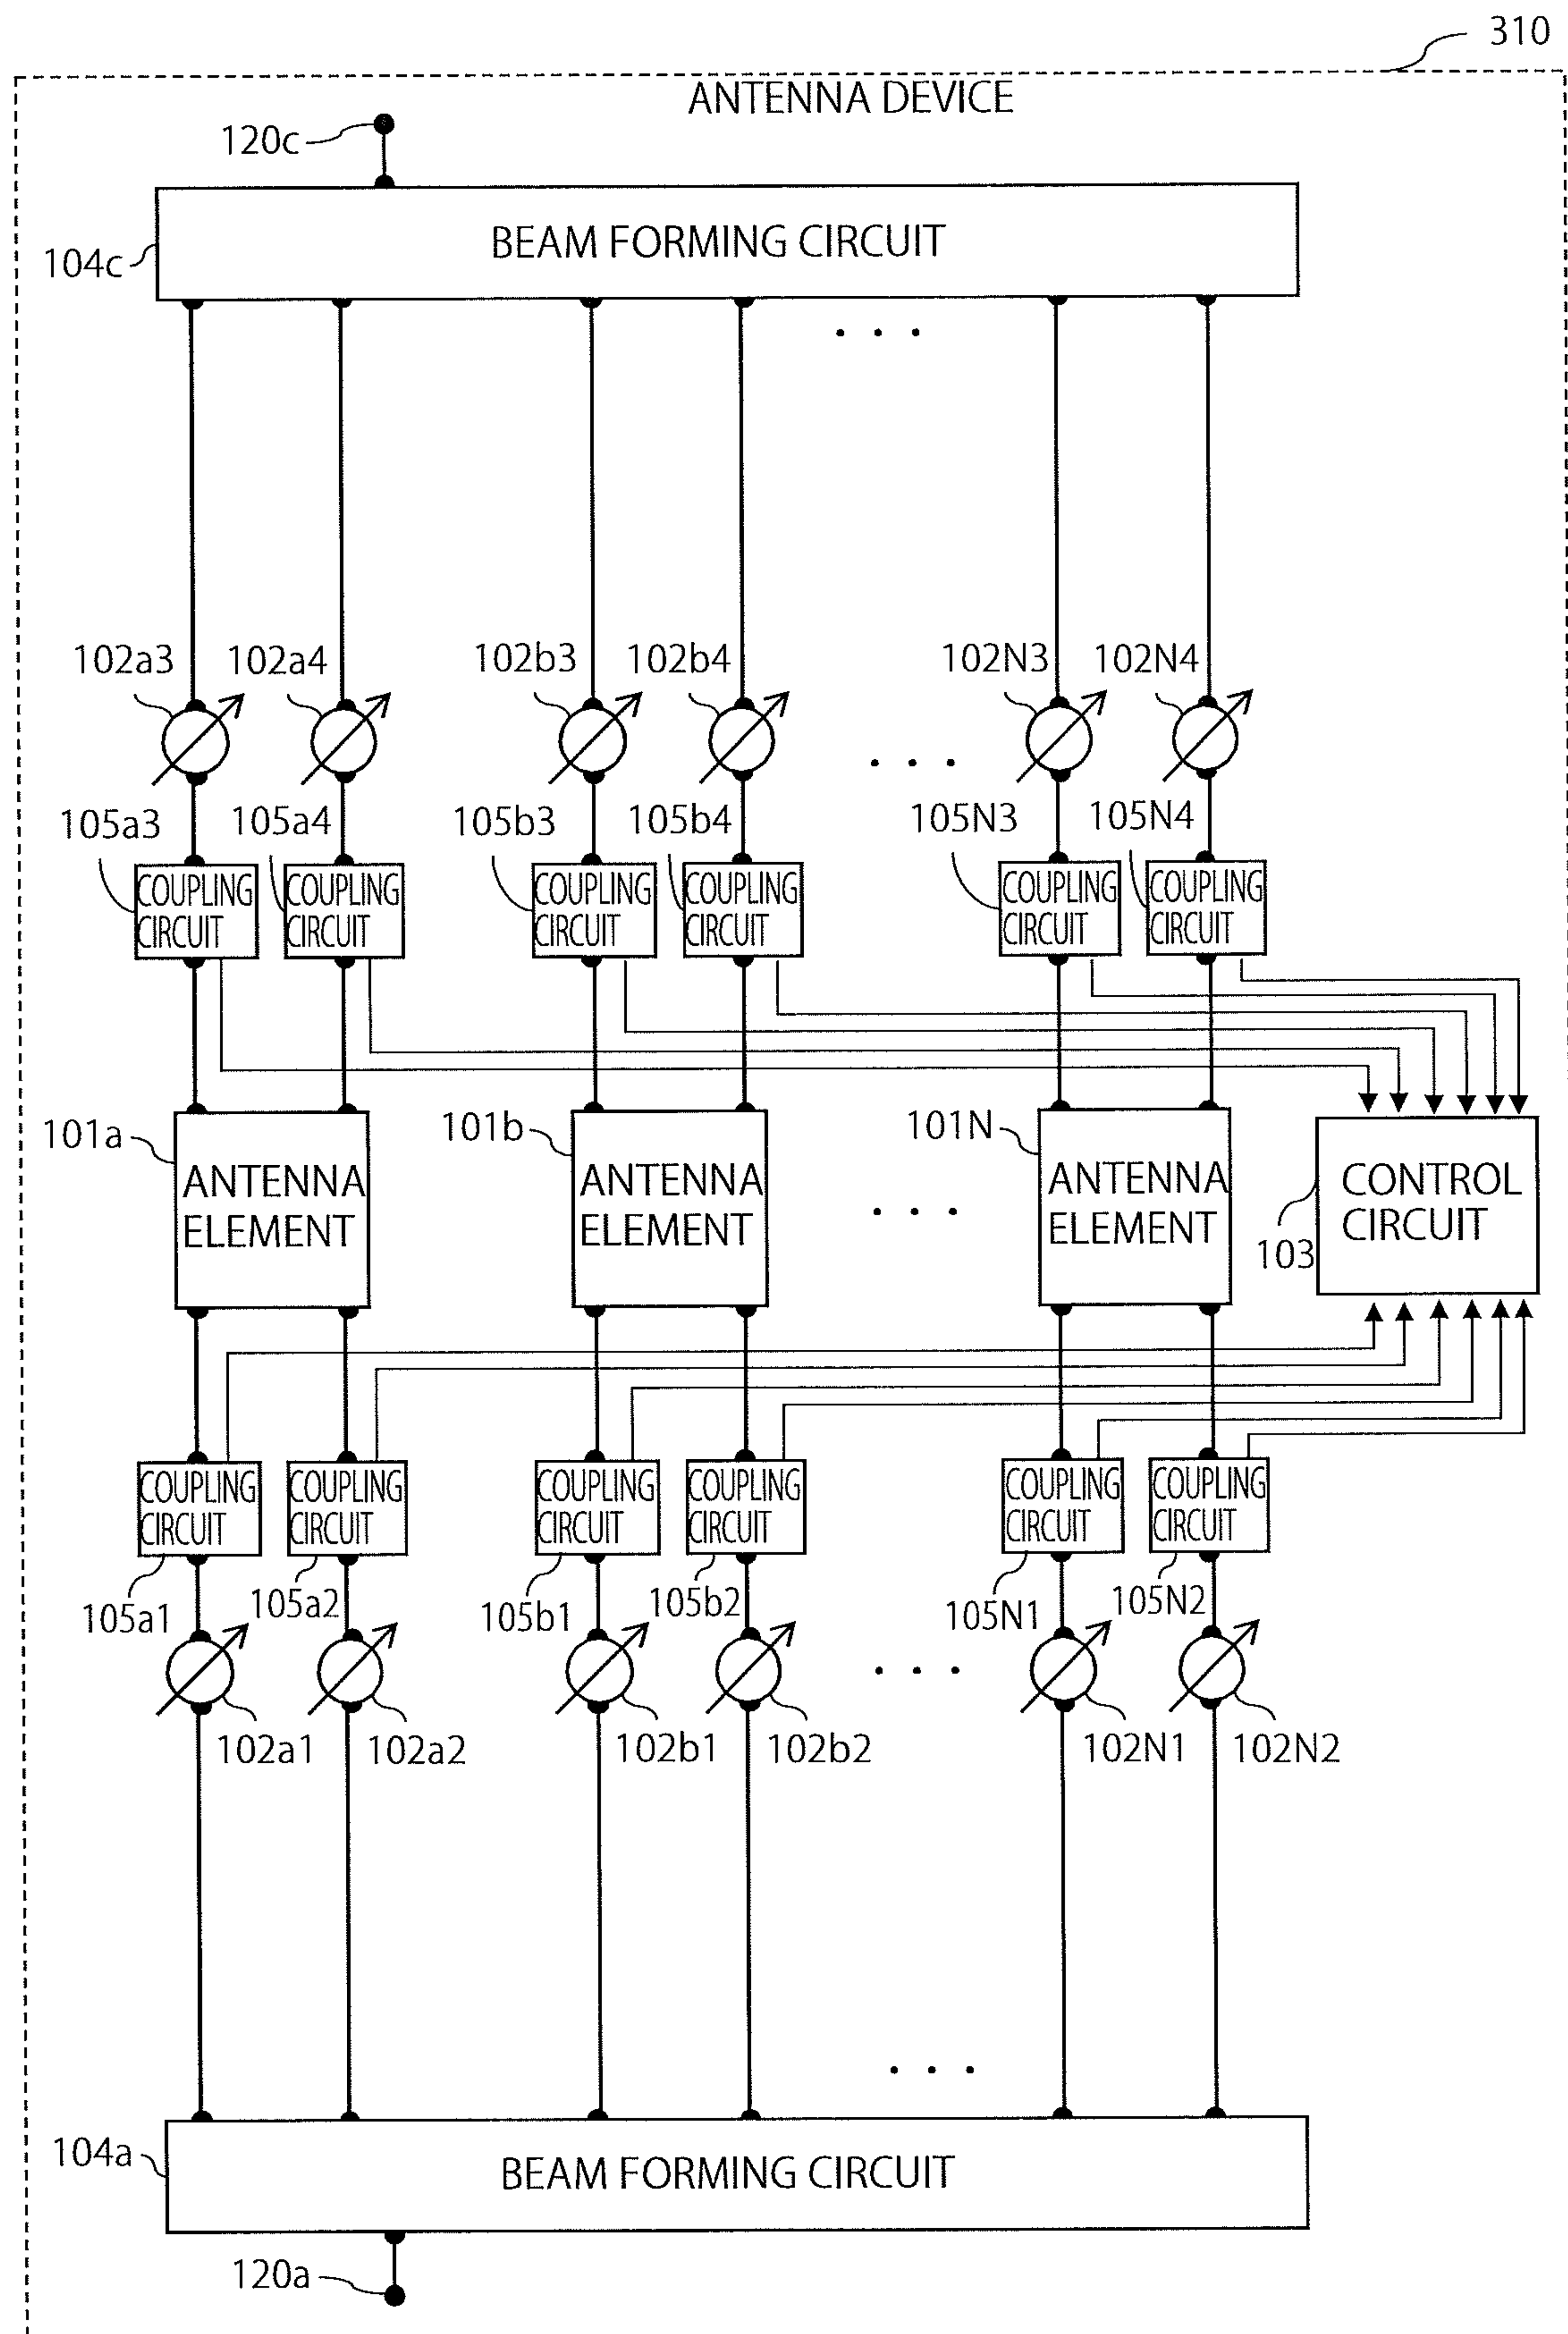 310
ANTENNA DEVICE
120c
BEAM FORMING CIRCUIT
104c
. . .
102a3
102a4
102b3
102b4
102N3
102N4
. . .
105a3
105a4
105b3
105b4
105N3
105N4
COUPLING
CIRCUIT
COUPLING
CIRCUIT
COUPLING
CIRCUIT
COUPLING
CIRCUIT
COUPLING
CIRCUIT
COUPLING
CIRCUIT
101a
ANTENNA
ELEMENT
101b
ANTENNA
ELEMENT
. . .
101N
ANTENNA
ELEMENT
CONTROL
CIRCUIT
103
COUPLING
CIRCUIT
COUPLING
CIRCUIT
COUPLING
CIRCUIT
COUPLING
CIRCUIT
COUPLING
CIRCUIT
COUPLING
CIRCUIT
105a1
105a2
105b1
105b2
105N1
105N2
. . .
102a1
102a2
102b1
102b2
102N1
102N2
. . .
104a
BEAM FORMING CIRCUIT
120a